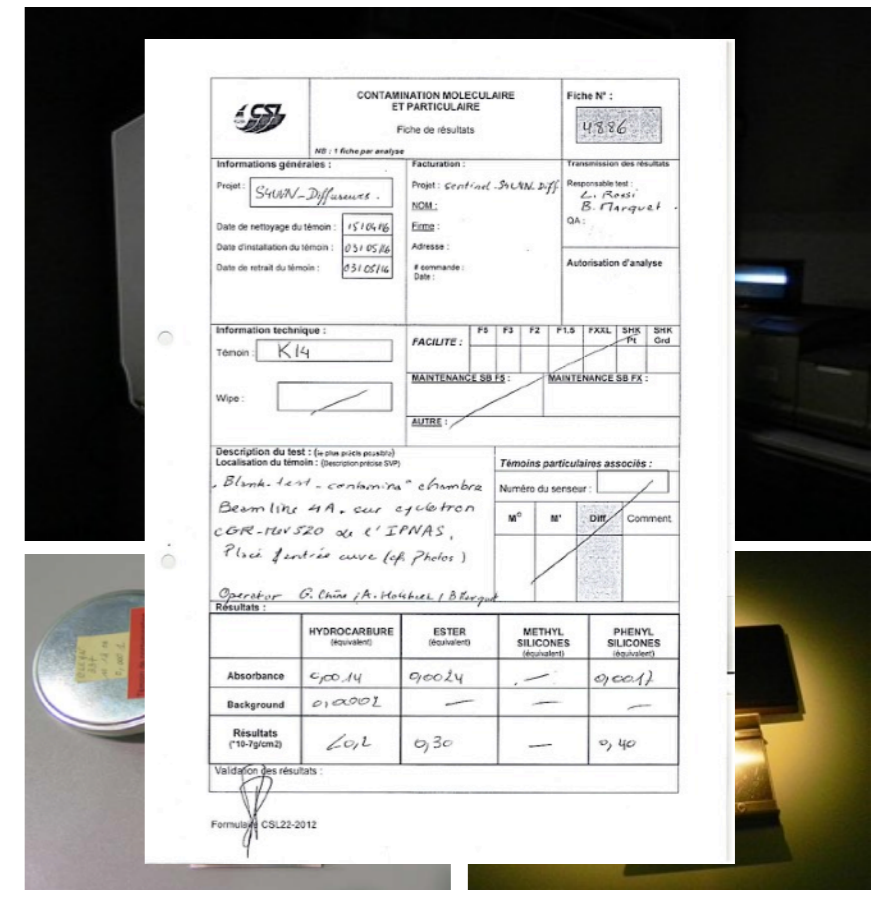 CSL
CONTAMINATION MOLECULAIRE
ET PARTICULAIRE
Fiche de résultats
NB : 1 fiche par analyse
Fiche N° :
4886
Informations générales :
Projet : S4UVN-Diffuseurs.
Date de nettoyage du témoin : 15/04/16
Date d'installation du témoin : 03/05/16
Date de retrait du témoin : 03/05/16
Facturation :
Projet : Sentinel-S4UVN.Diff.
NOM :
Firme :
Adresse :
# commande :
Date :
Transmission des résultats
Responsable test :
L. Rossi
B. Marquet.
QA :
Autorisation d'analyse
Information technique :
Témoin : K14
Wipe :
FACILITE : F5 F3 F2 F1.5 FXXL SHK Pt SHK Grd
MAINTENANCE SB F5 : MAINTENANCE SB FX :
AUTRE :
Description du test : (le plus précis possible)
Localisation du témoin : (Description précise SVP)
"Blank-test - contamina" chambre
Beamline 4A. sur cyclotron
CGR-MeV520 de l'IPNAS.
Placé entrée cuve (cf. Photos)
Operator G. Chêne ; A. / B Marquet
Témoins particulaires associés :
Numéro du senseur :
M° M' Diff. Comment.
Résultats :
HYDROCARBURE (équivalent) ESTER (équivalent) METHYL SILICONES (équivalent) PHENYL SILICONES (équivalent)
Absorbance 0,0014 0,0024 — 0,0017
Background — — —
Résultats (*10-7g/cm2) <0,2 0,30 — 0,40
Validation des résultats :
Formulaire CSL22-2012